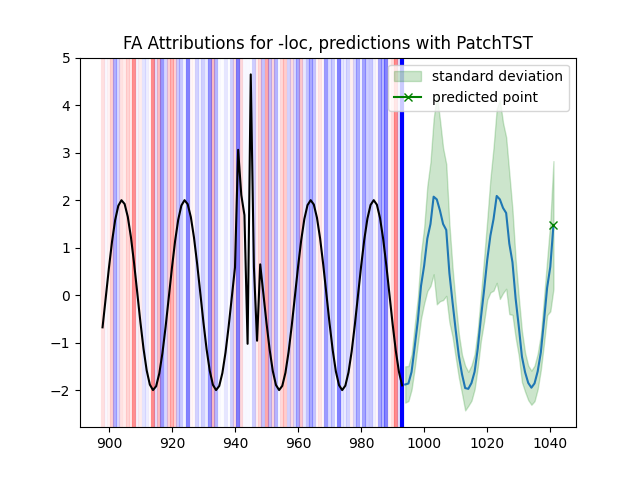 FA Attributions for -loc, predictions with PatchTST
5
4
3
2
1
0
−1
−2
standard deviation
predicted point
900 920 940 960 980 1000 1020 1040